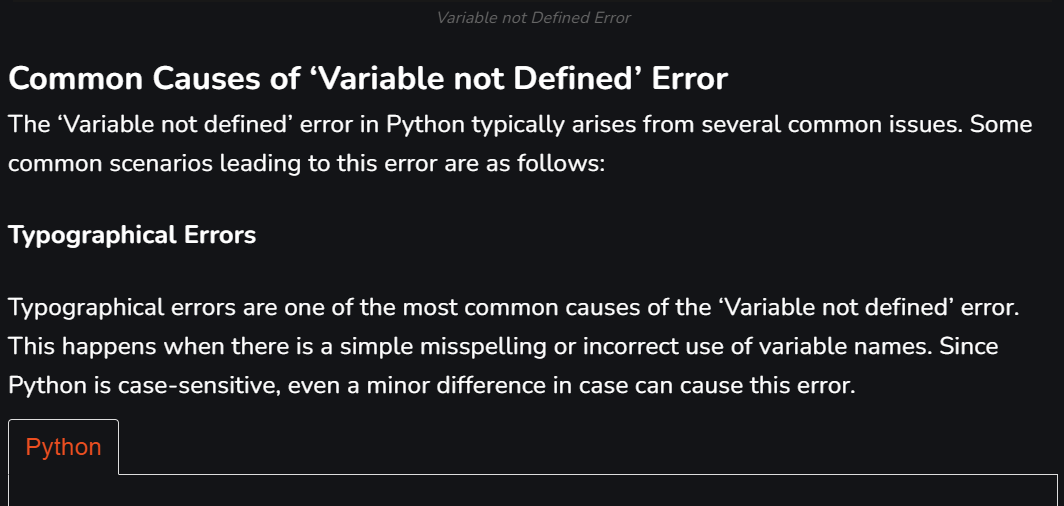 Variable not Defined Error
Common Causes of ‘Variable not Defined’ Error
The ‘Variable not defined’ error in Python typically arises from several common issues. Some
common scenarios leading to this error are as follows:
Typographical Errors
Typographical errors are one of the most common causes of the ‘Variable not defined’ error.
This happens when there is a simple misspelling or incorrect use of variable names. Since
Python is case-sensitive, even a minor difference in case can cause this error.
Python